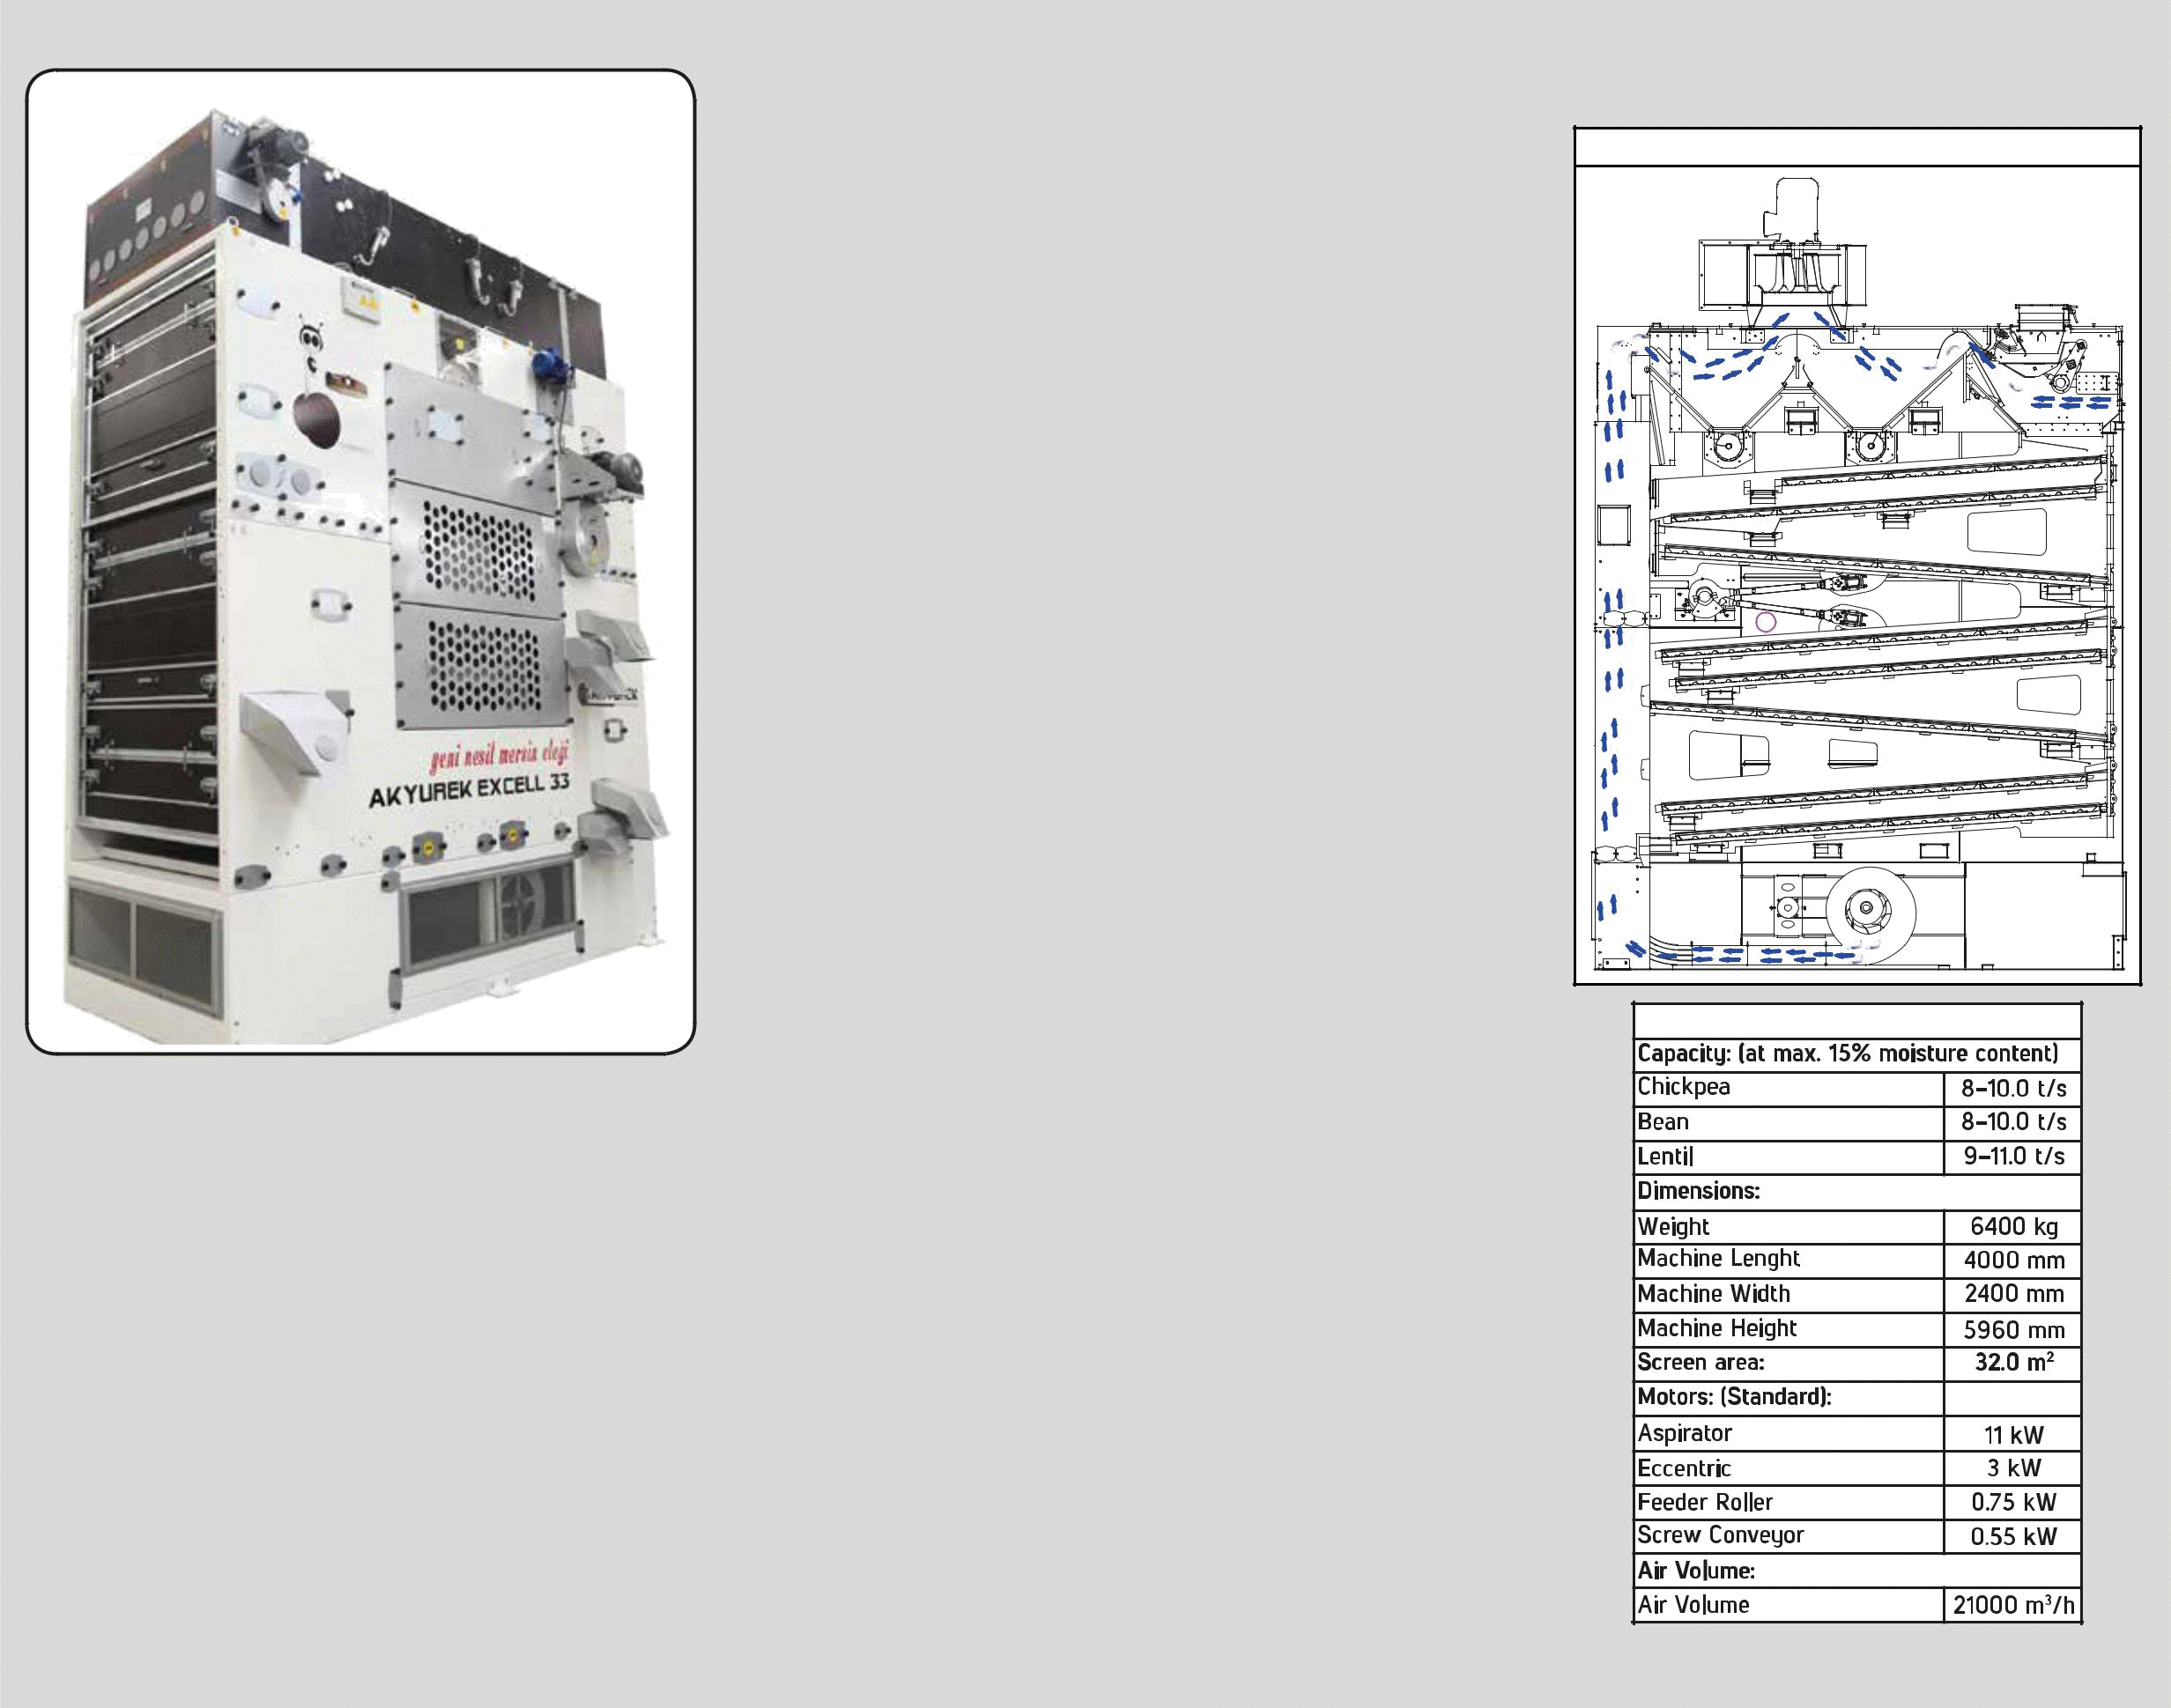 yeni nesil mersin eleği
AKYUREK EXCELL 33
Capacity: (at max. 15% moisture content)
Chickpea 8-10.0 t/s
Bean 8-10.0 t/s
Lentil 9-11.0 t/s
Dimensions:
Weight 6400 kg
Machine Lenght 4000 mm
Machine Width 2400 mm
Machine Height 5960 mm
Screen area: 32.0 m²
Motors: (Standard):
Aspirator 11 kW
Eccentric 3 kW
Feeder Roller 0.75 kW
Screw Conveyor 0.55 kW
Air Volume:
Air Volume 21000 m³/h